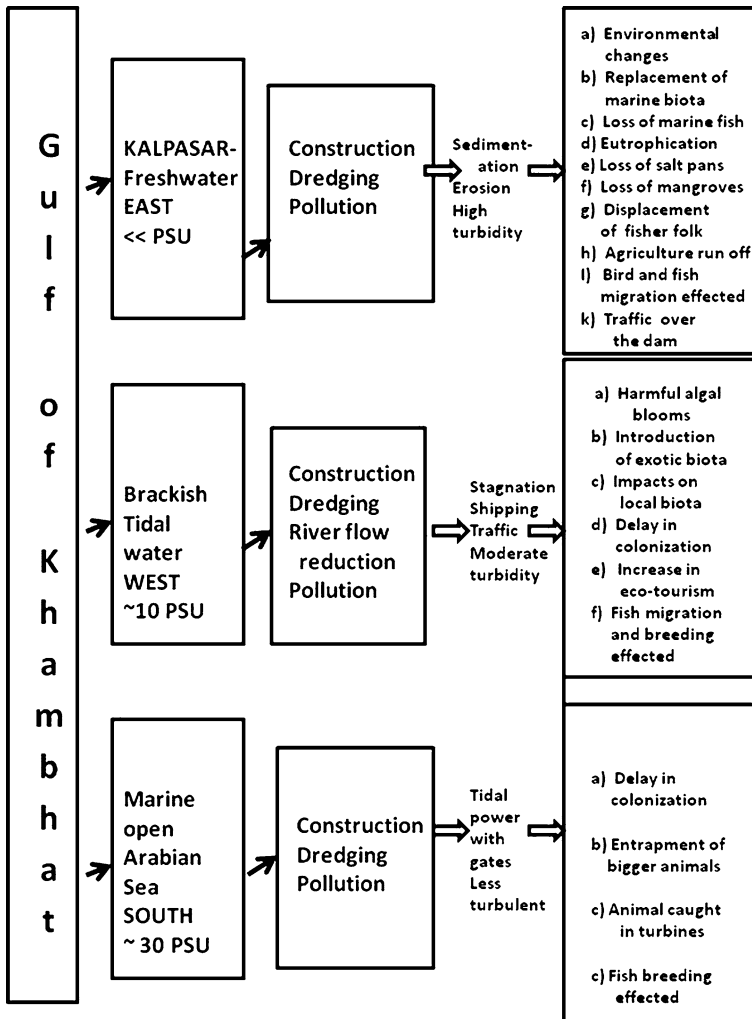 Gulf of Khambhat
KALPASAR-
Freshwater
EAST
<< PSU
Construction
Dredging
Pollution
Sediment-
ation
Erosion
High
turbidity
a) Environmental
changes
b) Replacement of
marine biota
c) Loss of marine fish
d) Eutrophication
e) Loss of salt pans
f) Loss of mangroves
g) Displacement
of fisher folk
h) Agriculture run off
I) Bird and fish
migration effected
k) Traffic over
the dam
Brackish
Tidal
water
WEST
~10 PSU
Construction
Dredging
River flow
reduction
Pollution
Stagnation
Shipping
Traffic
Moderate
turbidity
a) Harmful algal
blooms
b) Introduction
of exotic biota
c) Impacts on
local biota
d) Delay in
colonization
e) Increase in
eco-tourism
f) Fish migration
and breeding
effected
Marine
open
Arabian
Sea
SOUTH
~ 30 PSU
Construction
Dredging
Pollution
Tidal
power
with
gates
Less
turbulent
a) Delay in
colonization
b) Entrapment of
bigger animals
c) Animal caught
in turbines
c) Fish breeding
effected